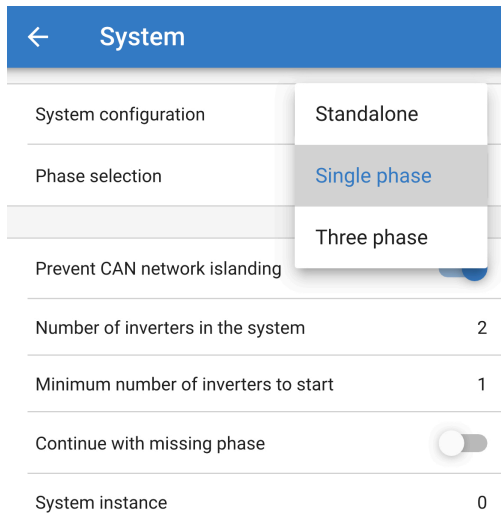 System
System configuration
Standalone
Phase selection
Single phase
Three phase
Prevent CAN network islanding
Number of inverters in the system 2
Minimum number of inverters to start 1
Continue with missing phase
System instance 0